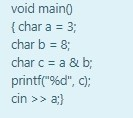 void main()
{ char a = 3;
char b = 8;
char c = a & b;
printf("%d", c);
cin >> a;}